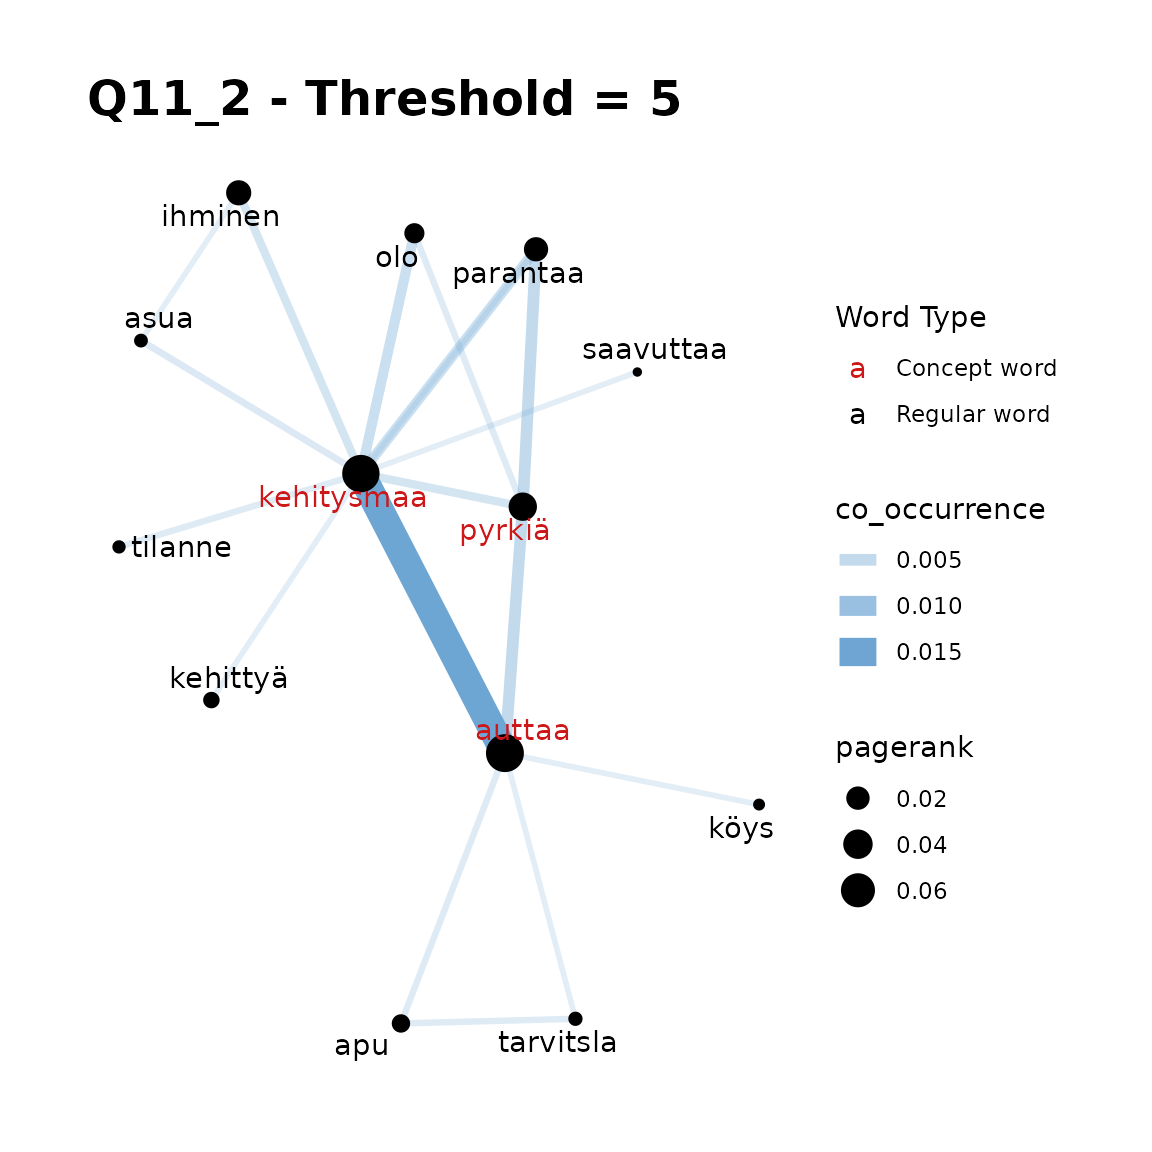 Q11_2 - Threshold = 5
ihminen
olo
parantaa
asua
saavuttaa
kehitysmaa
pyrkiä
tilanne
kehittyä
auttaa
köys
apu
tarvitsla
Word Type
a Concept word
a Regular word
co_occurrence
0.005
0.010
0.015
pagerank
0.02
0.04
0.06